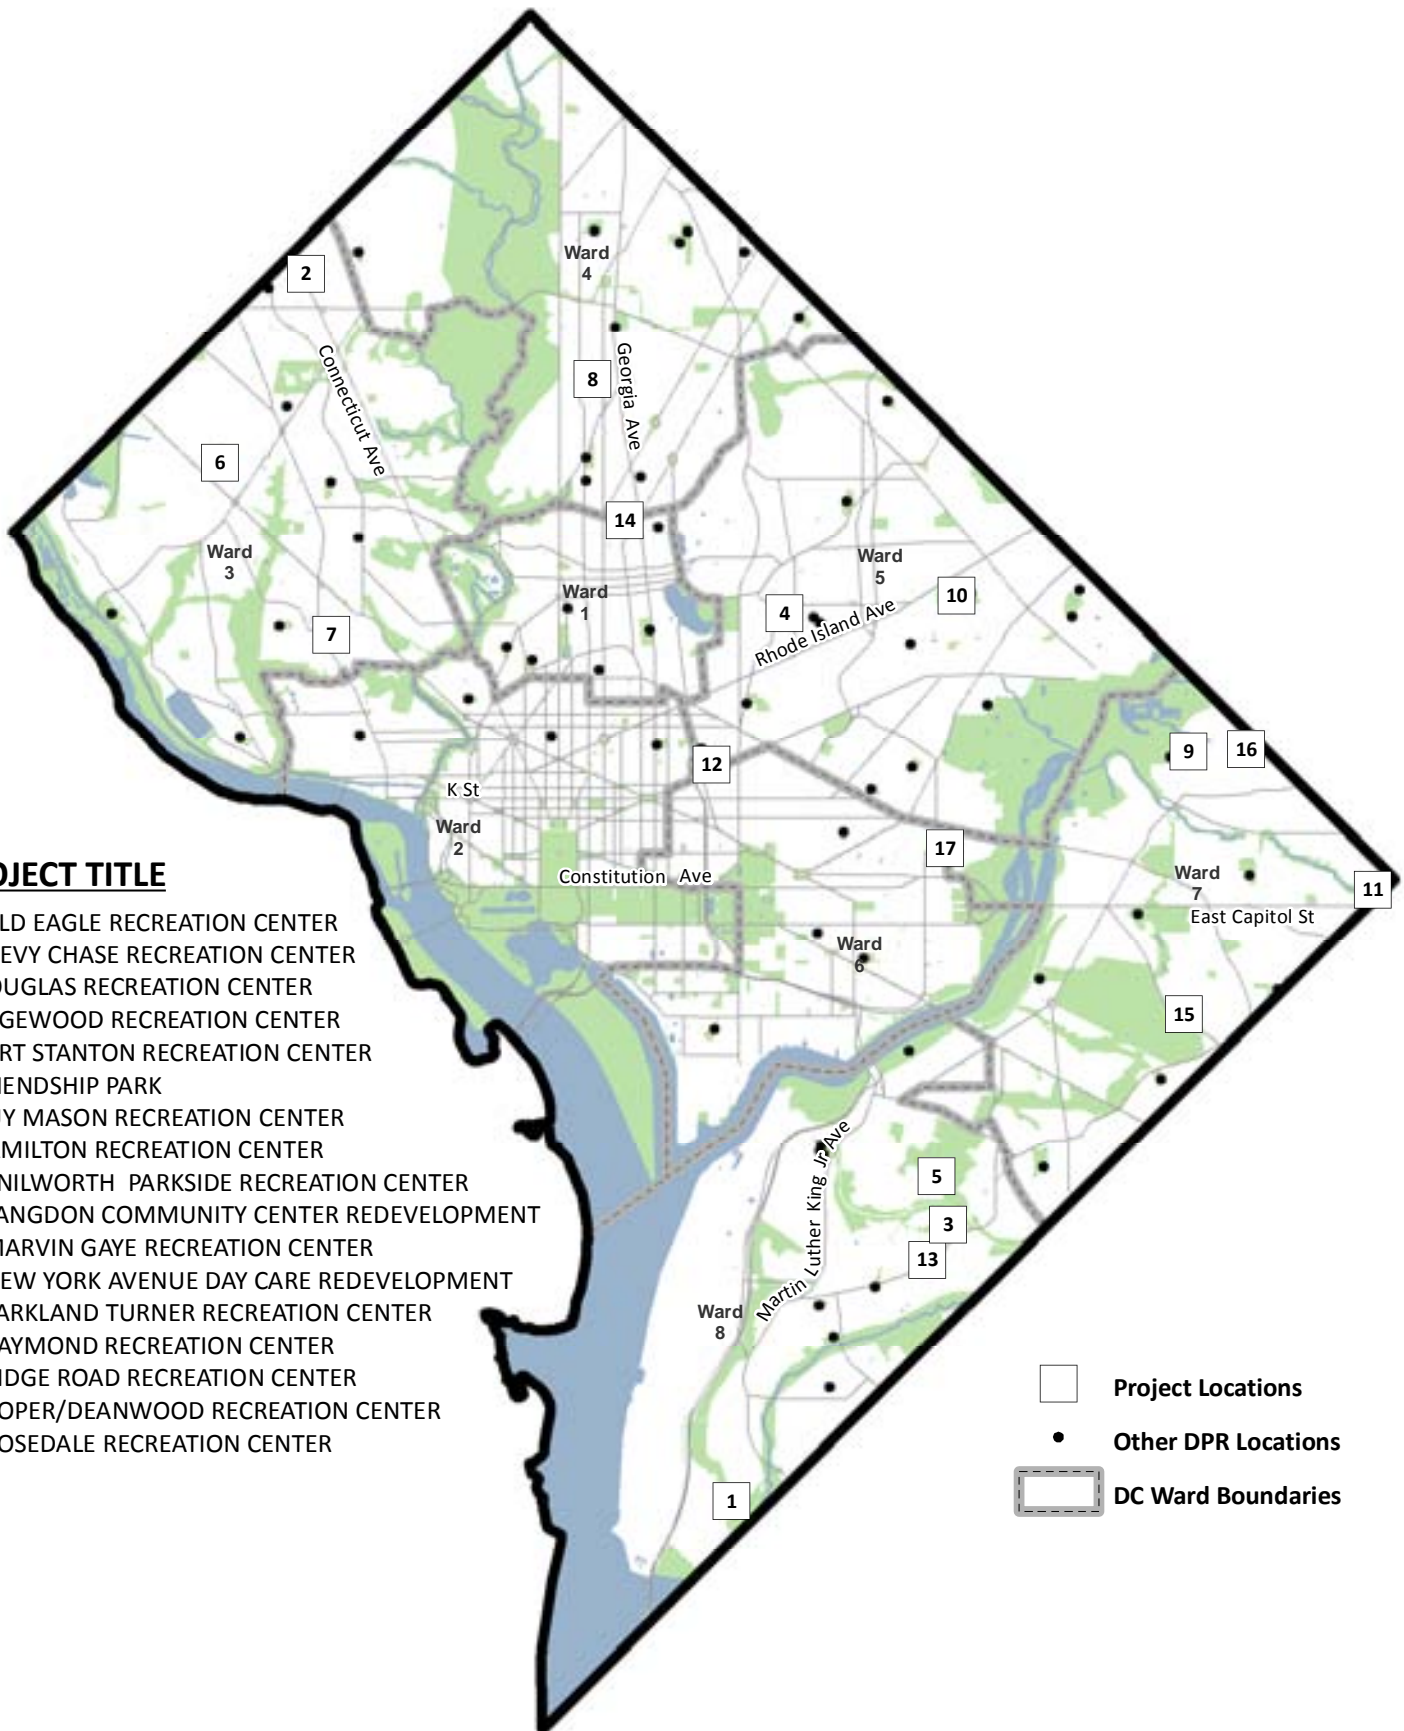 2
Ward
4
Connecticut Ave
8
Georgia Ave
6
14
Ward
3
Ward
5
Ward
1
10
4
Rhode Island Ave
7
9
16
12
K St
Ward
2
17
Constitution Ave
Ward
7
11
East Capitol St
Ward
6
15
OJECT TITLE
LD EAGLE RECREATION CENTER
EVY CHASE RECREATION CENTER
OUGLAS RECREATION CENTER
GEWOOD RECREATION CENTER
RT STANTON RECREATION CENTER
IENDSHIP PARK
Y MASON RECREATION CENTER
MILTON RECREATION CENTER
NILWORTH PARKSIDE RECREATION CENTER
ANGDON COMMUNITY CENTER REDEVELOPMENT
MARVIN GAYE RECREATION CENTER
EW YORK AVENUE DAY CARE REDEVELOPMENT
ARKLAND TURNER RECREATION CENTER
AYMOND RECREATION CENTER
IDGE ROAD RECREATION CENTER
OPER/DEANWOOD RECREATION CENTER
OSEDALE RECREATION CENTER
Martin Luther King Jr Ave
5
3
13
Ward
8
1
Project Locations
Other DPR Locations
DC Ward Boundaries